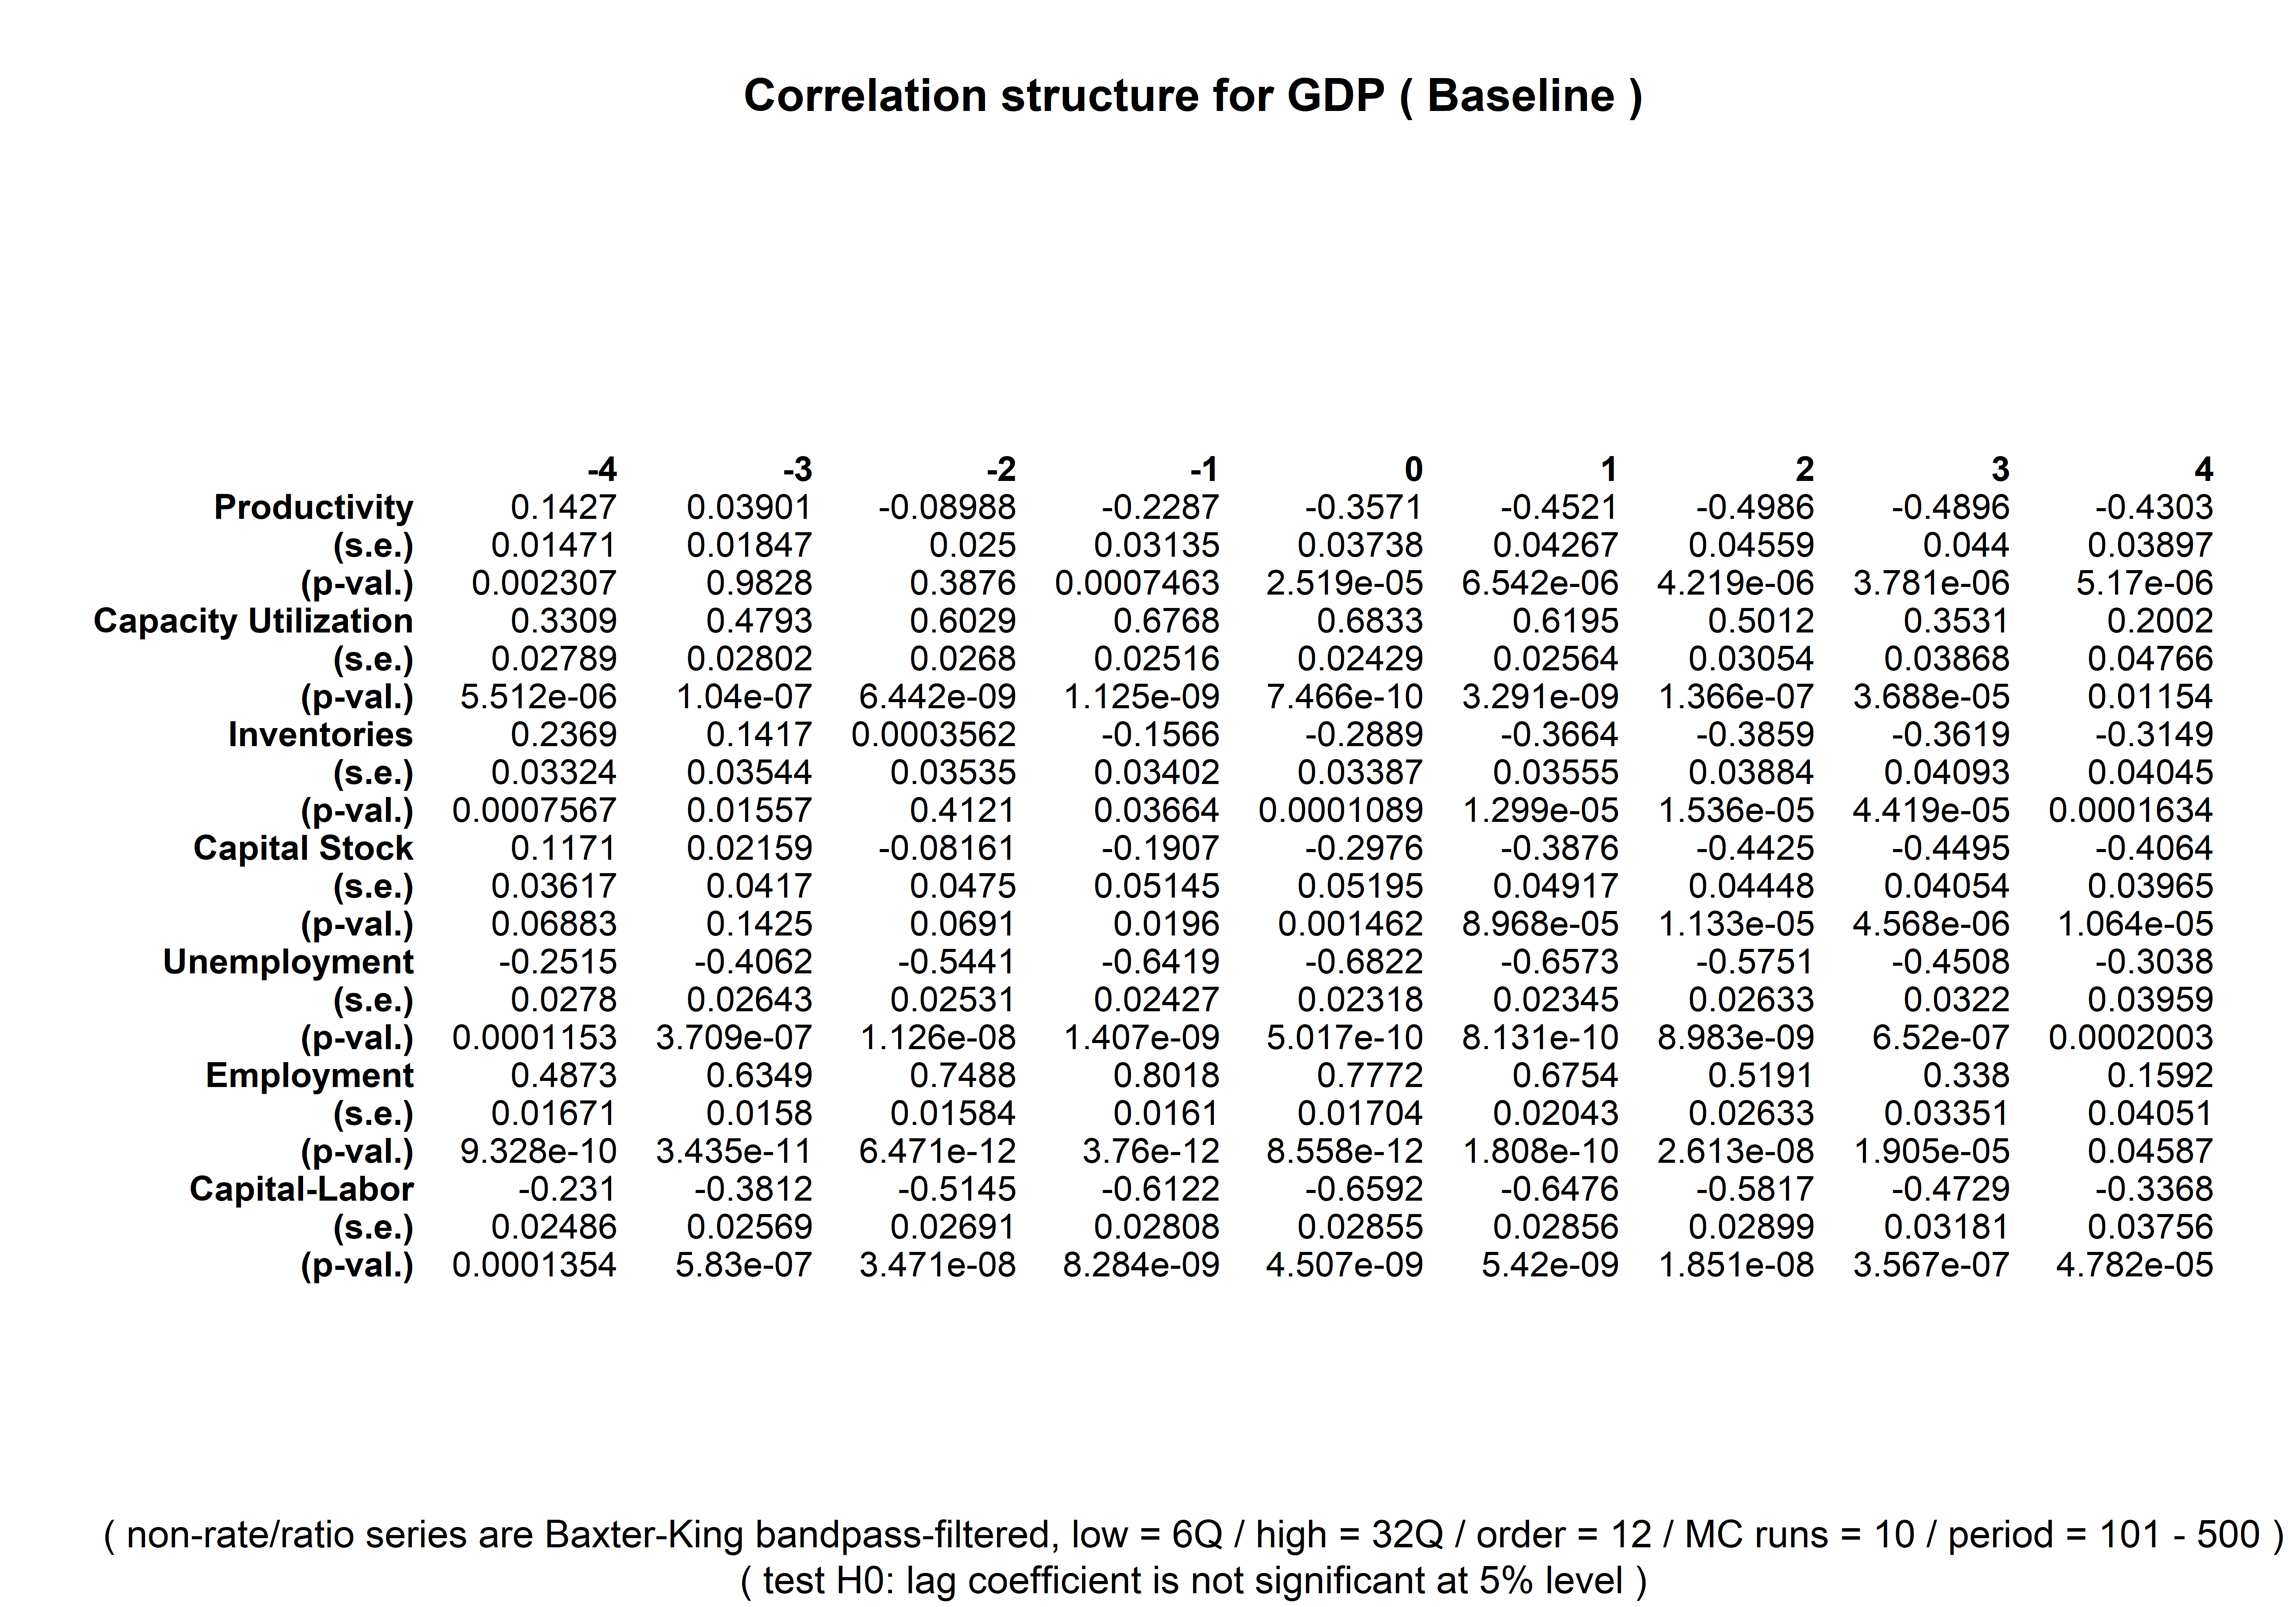 Correlation structure for GDP ( Baseline )
-4 -3 -2 -1 0 1 2 3 4
Productivity 0.1427 0.03901 -0.08988 -0.2287 -0.3571 -0.4521 -0.4986 -0.4896 -0.4303
(s.e.) 0.01471 0.01847 0.025 0.03135 0.03738 0.04267 0.04559 0.044 0.03897
(p-val.) 0.002307 0.9828 0.3876 0.0007463 2.519e-05 6.542e-06 4.219e-06 3.781e-06 5.17e-06
Capacity Utilization 0.3309 0.4793 0.6029 0.6768 0.6833 0.6195 0.5012 0.3531 0.2002
(s.e.) 0.02789 0.02802 0.0268 0.02516 0.02429 0.02564 0.03054 0.03868 0.04766
(p-val.) 5.512e-06 1.04e-07 6.442e-09 1.125e-09 7.466e-10 3.291e-09 1.366e-07 3.688e-05 0.01154
Inventories 0.2369 0.1417 0.0003562 -0.1566 -0.2889 -0.3664 -0.3859 -0.3619 -0.3149
(s.e.) 0.03324 0.03544 0.03535 0.03402 0.03387 0.03555 0.03884 0.04093 0.04045
(p-val.) 0.0007567 0.01557 0.4121 0.03664 0.0001089 1.299e-05 1.536e-05 4.419e-05 0.0001634
Capital Stock 0.1171 0.02159 -0.08161 -0.1907 -0.2976 -0.3876 -0.4425 -0.4495 -0.4064
(s.e.) 0.03617 0.0417 0.0475 0.05145 0.05195 0.04917 0.04448 0.04054 0.03965
(p-val.) 0.06883 0.1425 0.0691 0.0196 0.001462 8.968e-05 1.133e-05 4.568e-06 1.064e-05
Unemployment -0.2515 -0.4062 -0.5441 -0.6419 -0.6822 -0.6573 -0.5751 -0.4508 -0.3038
(s.e.) 0.0278 0.02643 0.02531 0.02427 0.02318 0.02345 0.02633 0.0322 0.03959
(p-val.) 0.0001153 3.709e-07 1.126e-08 1.407e-09 5.017e-10 8.131e-10 8.983e-09 6.52e-07 0.0002003
Employment 0.4873 0.6349 0.7488 0.8018 0.7772 0.6754 0.5191 0.338 0.1592
(s.e.) 0.01671 0.0158 0.01584 0.0161 0.01704 0.02043 0.02633 0.03351 0.04051
(p-val.) 9.328e-10 3.435e-11 6.471e-12 3.76e-12 8.558e-12 1.808e-10 2.613e-08 1.905e-05 0.04587
Capital-Labor -0.231 -0.3812 -0.5145 -0.6122 -0.6592 -0.6476 -0.5817 -0.4729 -0.3368
(s.e.) 0.02486 0.02569 0.02691 0.02808 0.02855 0.02856 0.02899 0.03181 0.03756
(p-val.) 0.0001354 5.83e-07 3.471e-08 8.284e-09 4.507e-09 5.42e-09 1.851e-08 3.567e-07 4.782e-05
( non-rate/ratio series are Baxter-King bandpass-filtered, low = 6Q / high = 32Q / order = 12 / MC runs = 10 / period = 101 - 500 )
( test H0: lag coefficient is not significant at 5% level )